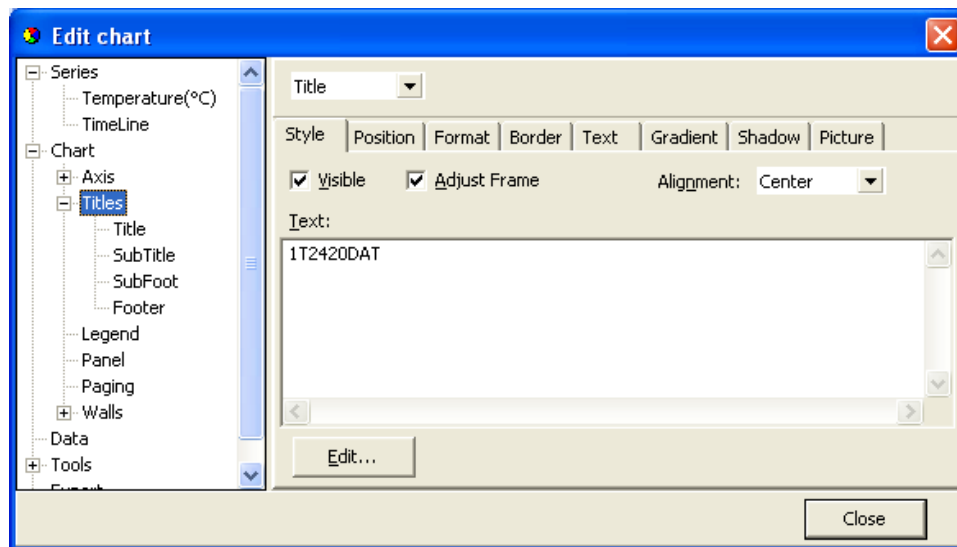 Edit chart
Series
Temperature(°C)
TimeLine
Chart
Axis
Titles
Title
SubTitle
SubFoot
Footer
Legend
Panel
Paging
Walls
Data
Tools
Title
Style Position Format Border Text Gradient Shadow Picture
Visible Adjust Frame Alignment: Center
Text:
1T2420DAT
Edit...
Close